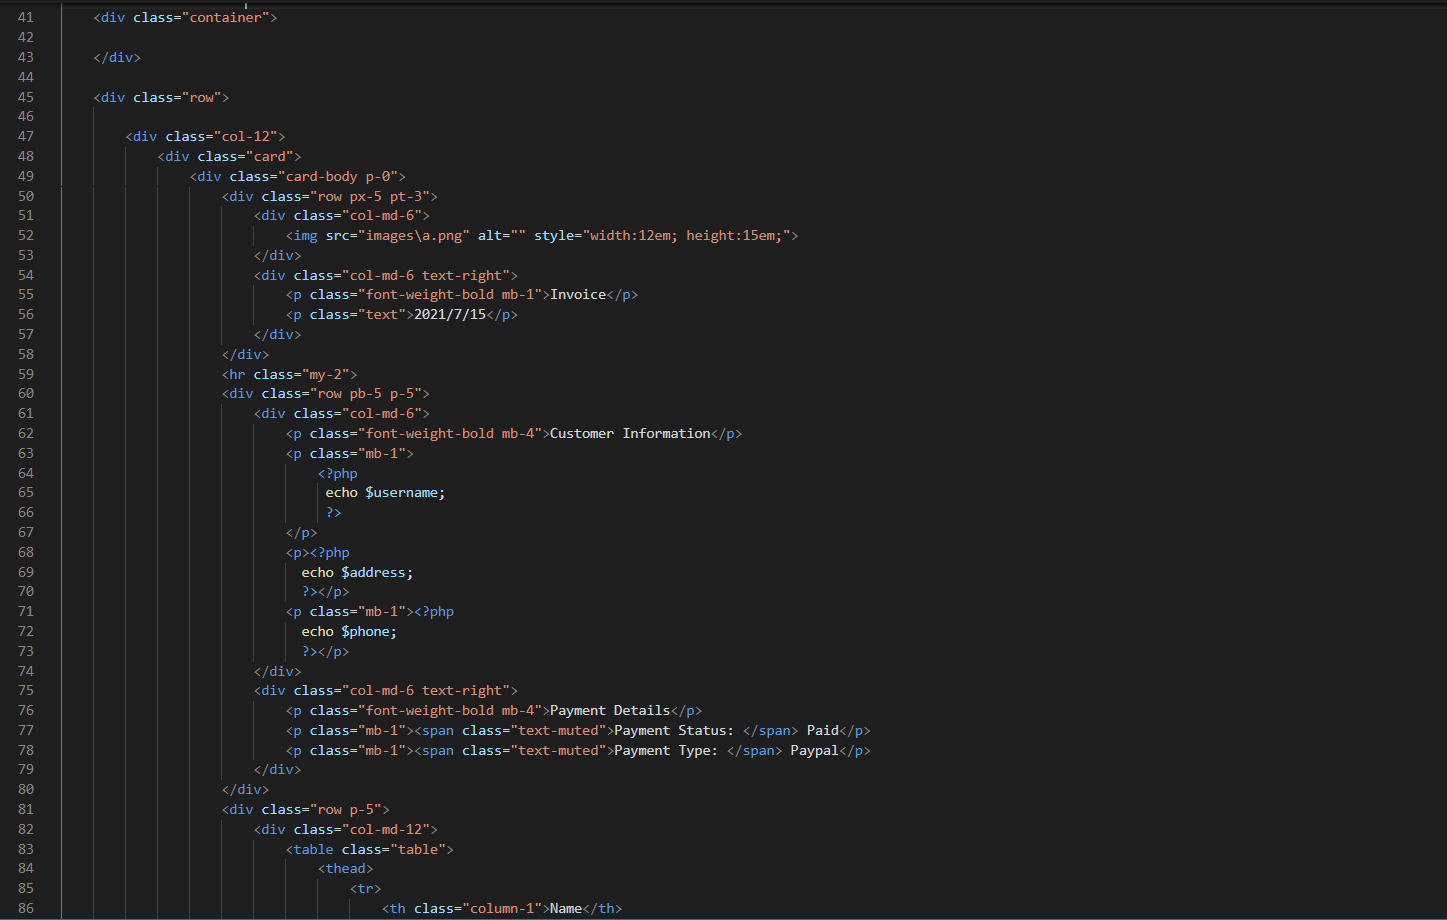 41 <div class="container">
42
43 </div>
44
45 <div class="row">
46
47 <div class="col-12">
48 <div class="card">
49 <div class="card-body p-0">
50 <div class="row px-5 pt-3">
51 <div class="col-md-6">
52 <img src="images\a.png" alt="" style="width:12em; height:15em;">
53 </div>
54 <div class="col-md-6 text-right">
55 <p class="font-weight-bold mb-1">Invoice</p>
56 <p class="text">2021/7/15</p>
57 </div>
58 </div>
59 <hr class="my-2">
60 <div class="row pb-5 p-5">
61 <div class="col-md-6">
62 <p class="font-weight-bold mb-4">Customer Information</p>
63 <p class="mb-1">
64 <?php
65 echo $username;
66 ?>
67 </p>
68 <p><?php
69 echo $address;
70 ?></p>
71 <p class="mb-1"><?php
72 echo $phone;
73 ?></p>
74 </div>
75 <div class="col-md-6 text-right">
76 <p class="font-weight-bold mb-4">Payment Details</p>
77 <p class="mb-1"><span class="text-muted">Payment Status: </span> Paid</p>
78 <p class="mb-1"><span class="text-muted">Payment Type: </span> Paypal</p>
79 </div>
80 </div>
81 <div class="row p-5">
82 <div class="col-md-12">
83 <table class="table">
84 <thead>
85 <tr>
86 <th class="column-1">Name</th>